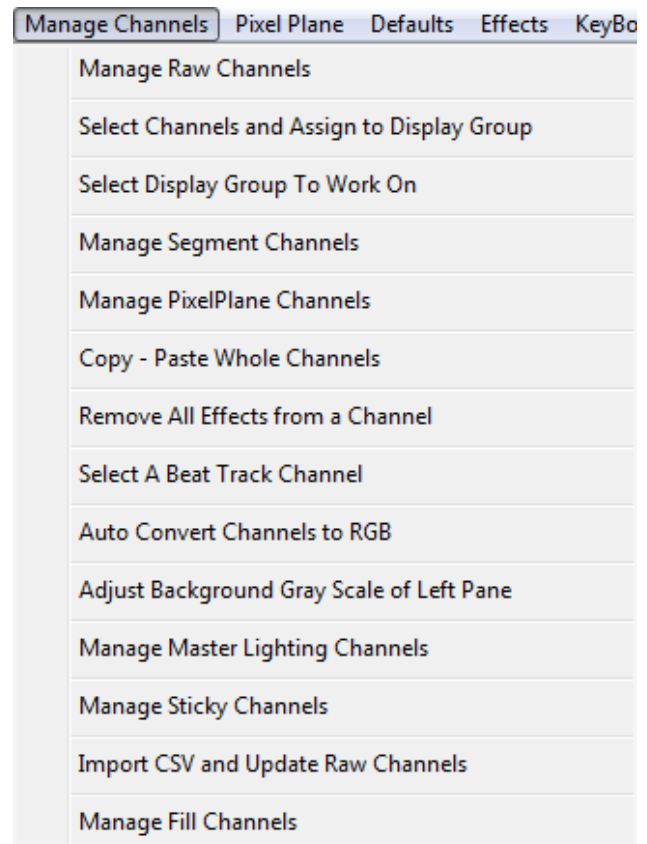 Manage Channels Pixel Plane Defaults Effects KeyBo
Manage Raw Channels
Select Channels and Assign to Display Group
Select Display Group To Work On
Manage Segment Channels
Manage PixelPlane Channels
Copy - Paste Whole Channels
Remove All Effects from a Channel
Select A Beat Track Channel
Auto Convert Channels to RGB
Adjust Background Gray Scale of Left Pane
Manage Master Lighting Channels
Manage Sticky Channels
Import CSV and Update Raw Channels
Manage Fill Channels